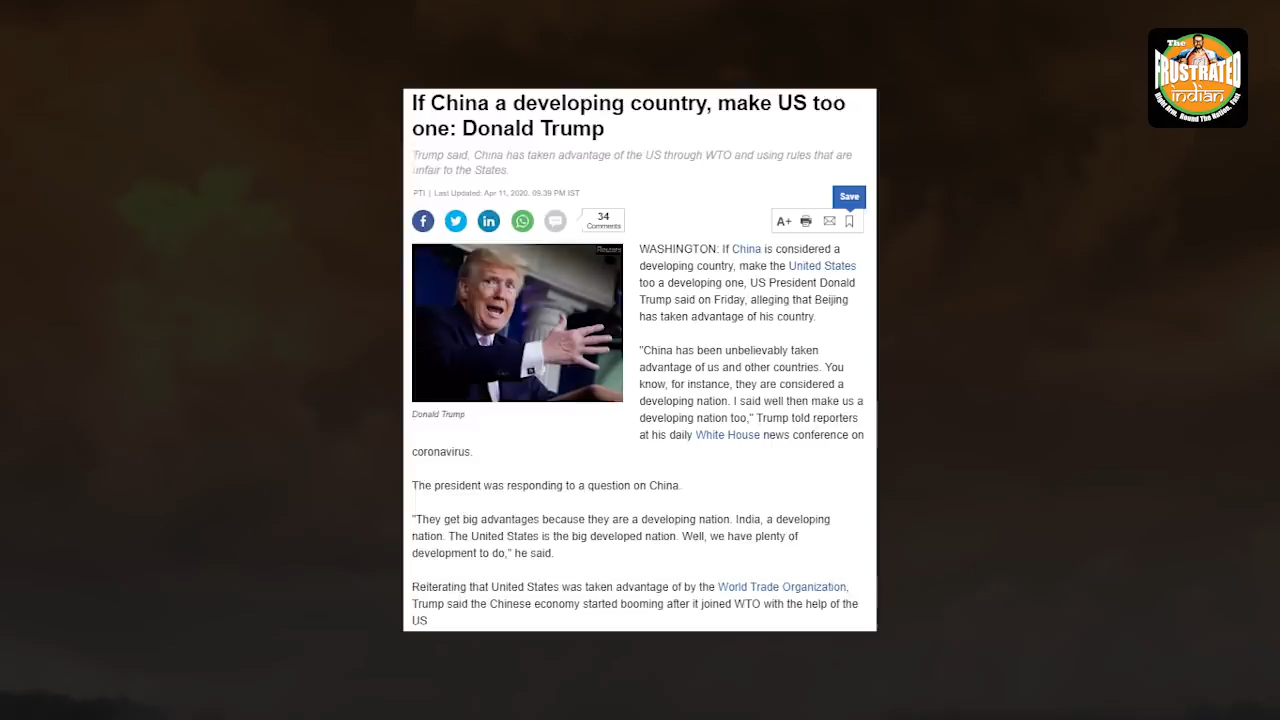 The
FRUSTRATED
indian
Right Arm, Round The Nation, Fast
If China a developing country, make US too
one: Donald Trump
Trump said, China has taken advantage of the US through WTO and using rules that are
unfair to the States.
PTI | Last Updated: Apr 11, 2020, 09.39 PM IST
Save
34
Comments
A+
Reuters
Donald Trump
WASHINGTON: If China is considered a
developing country, make the United States
too a developing one, US President Donald
Trump said on Friday, alleging that Beijing
has taken advantage of his country.
"China has been unbelievably taken
advantage of us and other countries. You
know, for instance, they are considered a
developing nation. I said well then make us a
developing nation too," Trump told reporters
at his daily White House news conference on
coronavirus.
The president was responding to a question on China.
"They get big advantages because they are a developing nation. India, a developing
nation. The United States is the big developed nation. Well, we have plenty of
development to do," he said.
Reiterating that United States was taken advantage of by the World Trade Organization,
Trump said the Chinese economy started booming after it joined WTO with the help of the
US